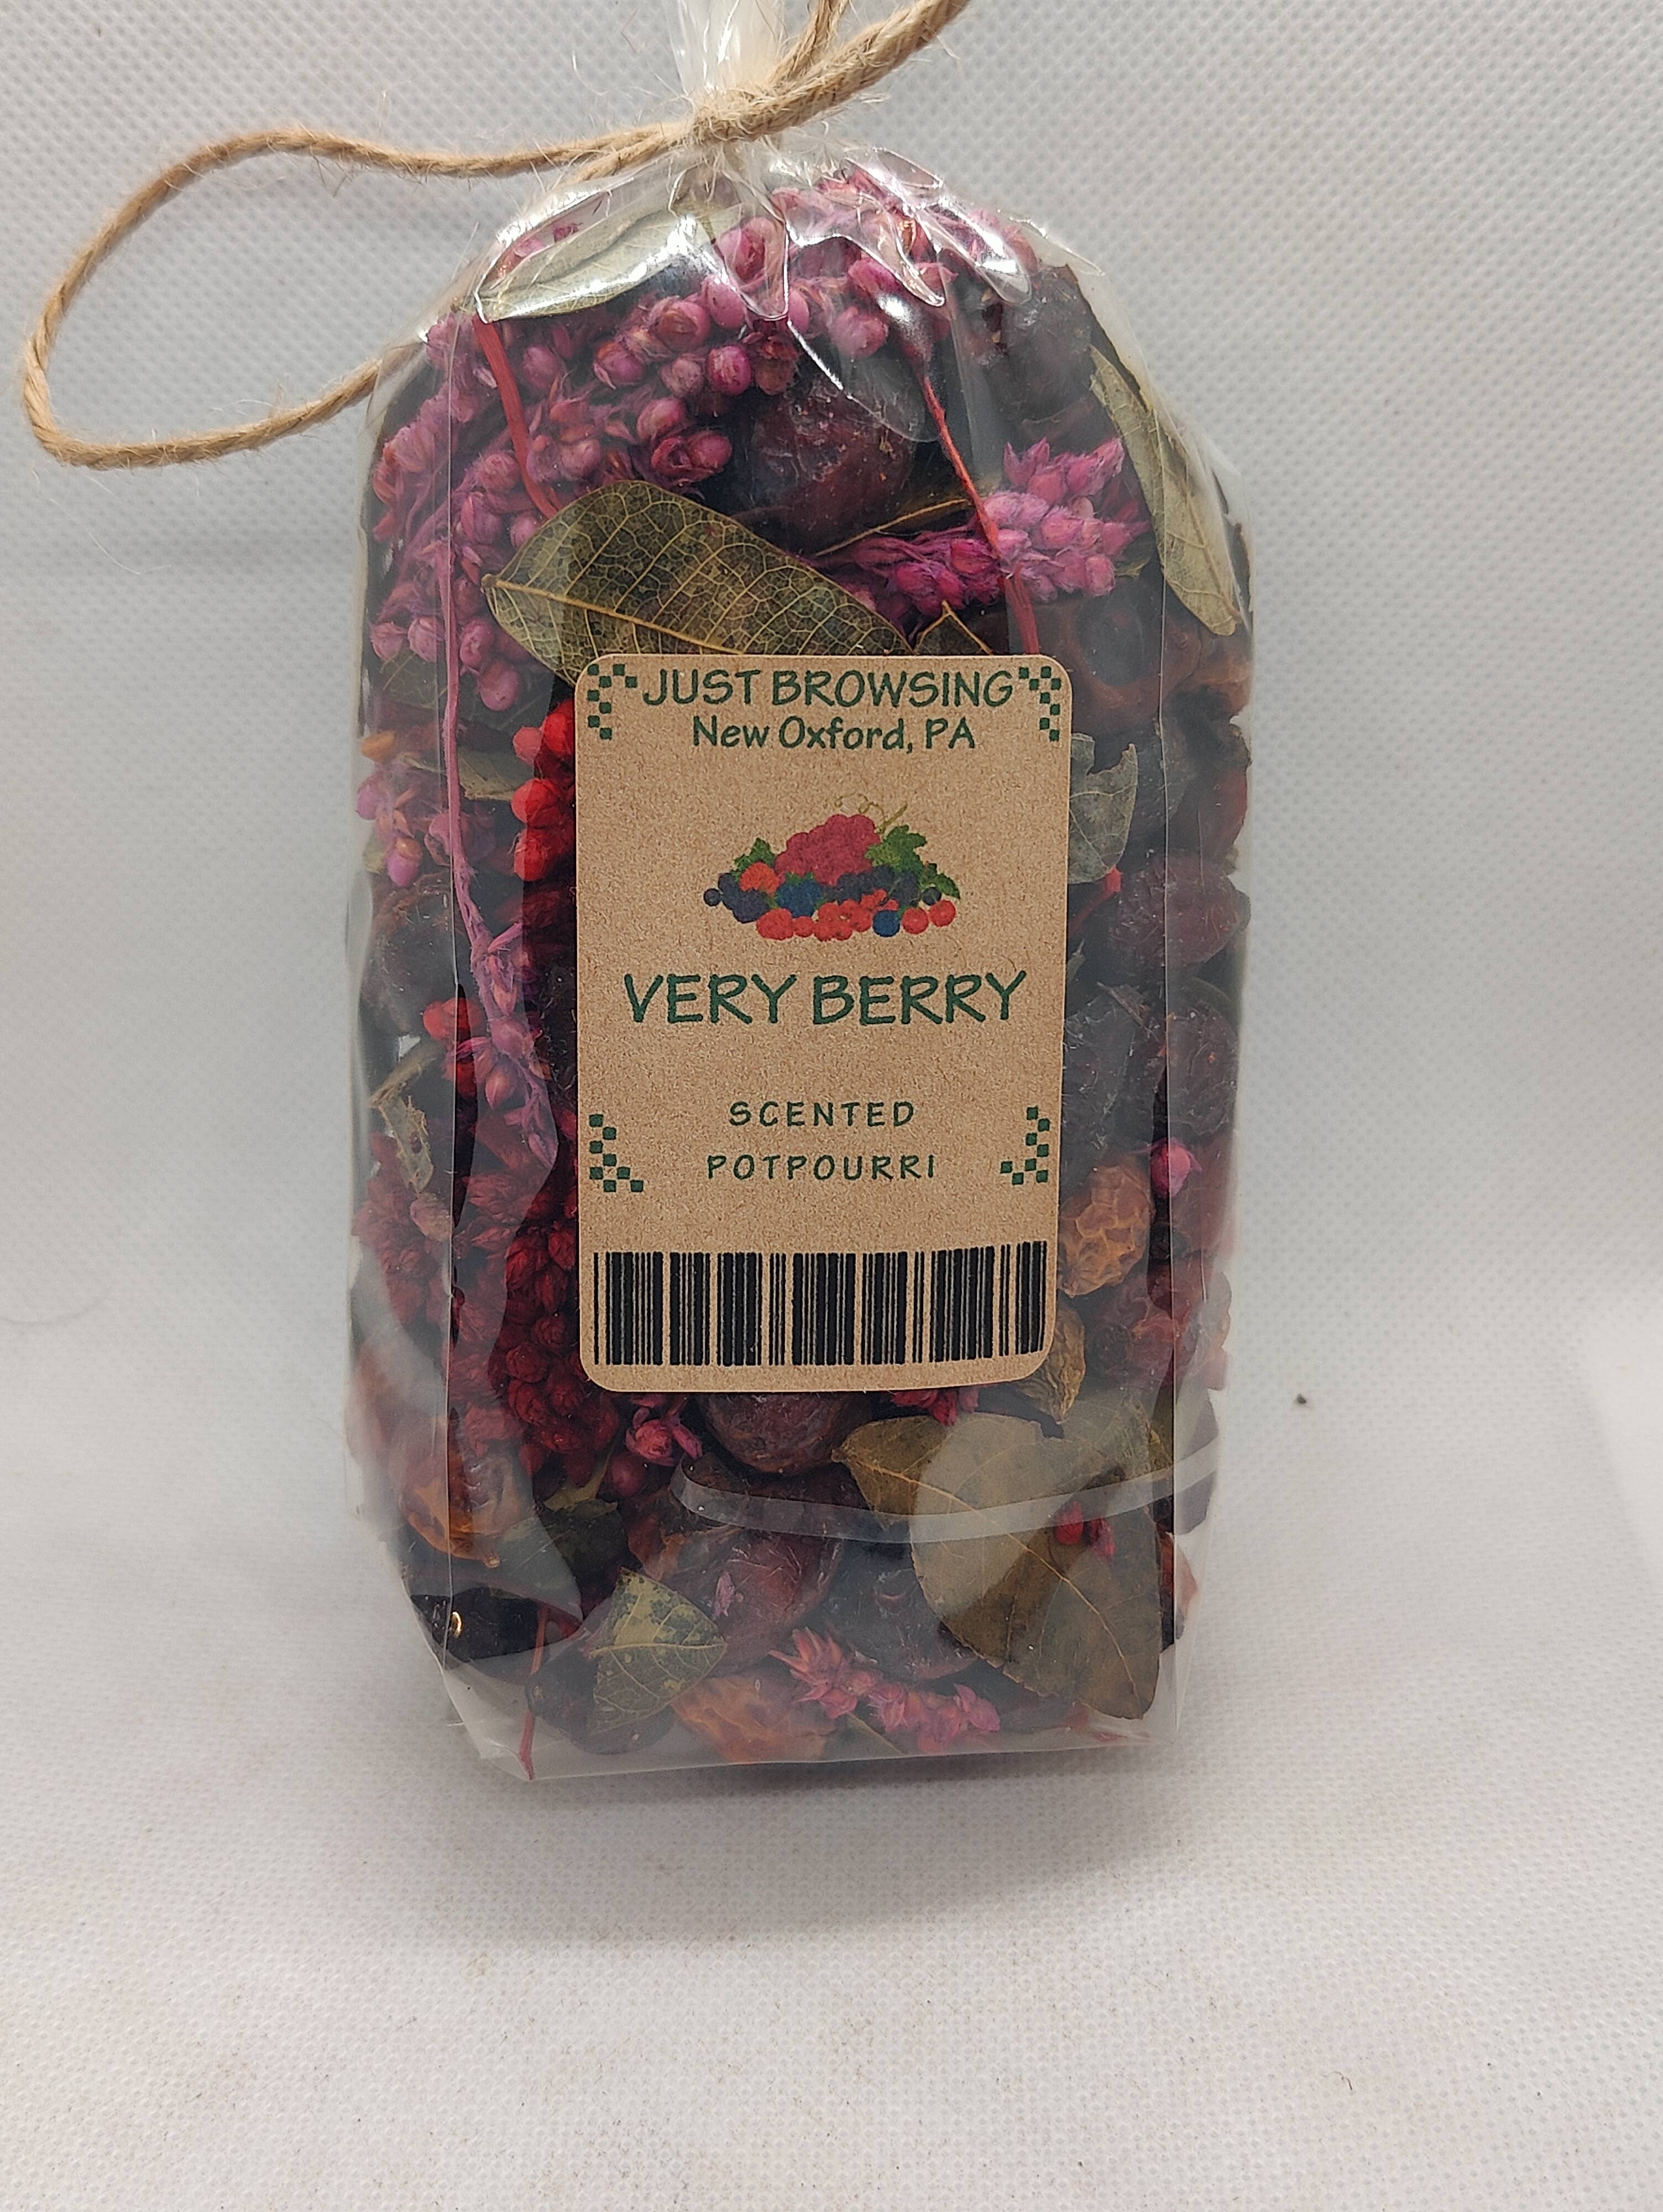 JUST BROWSING
New Oxford, PA
VERY BERRY
SCENTED
POTPOURRI